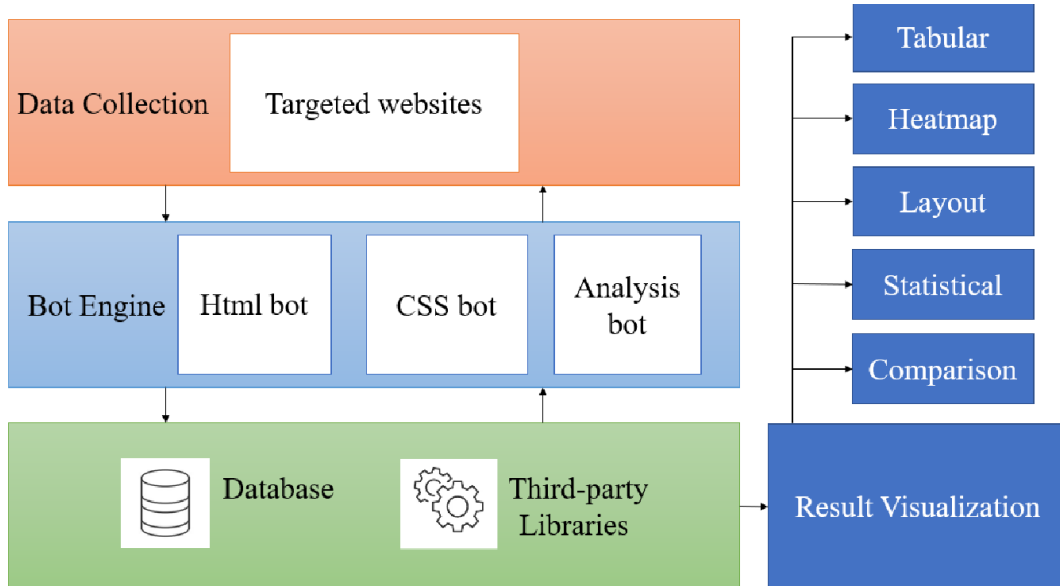 Data Collection
Targeted websites
Bot Engine
Html bot
CSS bot
Analysis
bot
Database
Third-party
Libraries
Result Visualization
Tabular
Heatmap
Layout
Statistical
Comparison